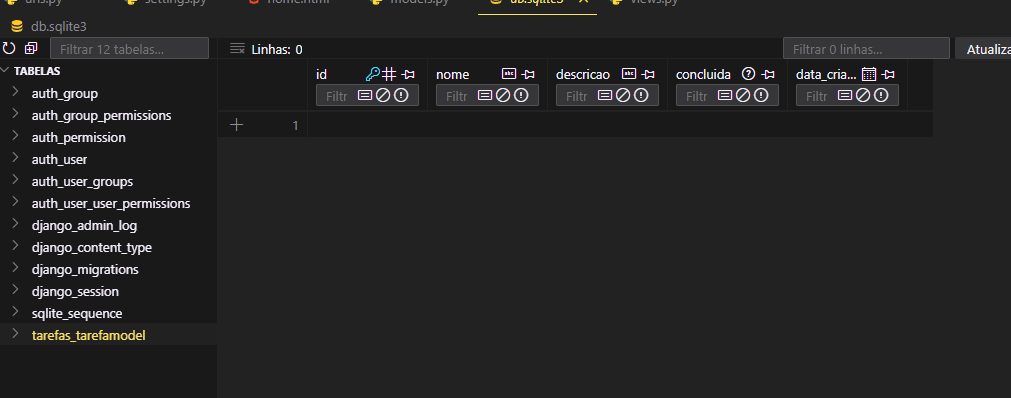 urls.py settings.py home.html models.py db.sqlite3 views.py
db.sqlite3
Filtrar 12 tabelas... Linhas: 0 Filtrar 0 linhas... Atualiza
TABELAS
id nome descricao concluida data_cria...
Filtr Filtr Filtr Filtr Filtr
1
auth_group
auth_group_permissions
auth_permission
auth_user
auth_user_groups
auth_user_user_permissions
django_admin_log
django_content_type
django_migrations
django_session
sqlite_sequence
tarefas_tarefamodel